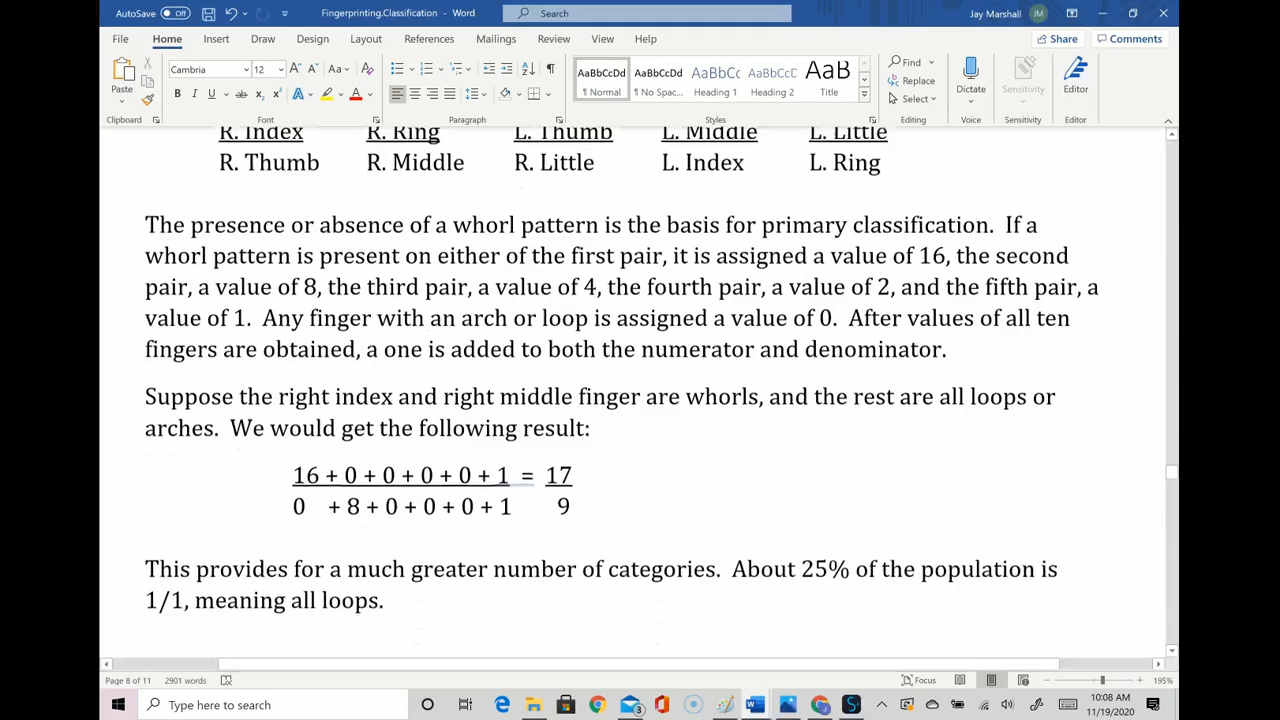 AutoSave Off Fingerprinting.Classification - Word Search Jay Marshall JM
File Home Insert Draw Design Layout References Mailings Review View Help Share Comments
Paste Cambria 12 Aa AaBbCcDd AaBbCcDd AaBbCc AaBbCcDd AaB Find Replace Select Dictate Sensitivity Editor
B I U ab x₂ x² A A ¶ Normal ¶ No Spac... Heading 1 Heading 2 Title
Clipboard Font Paragraph Styles Editing Voice Sensitivity Editor
R. Index R. Ring L. Thumb L. Middle L. Little
R. Thumb R. Middle R. Little L. Index L. Ring
The presence or absence of a whorl pattern is the basis for primary classification. If a
whorl pattern is present on either of the first pair, it is assigned a value of 16, the second
pair, a value of 8, the third pair, a value of 4, the fourth pair, a value of 2, and the fifth pair, a
value of 1. Any finger with an arch or loop is assigned a value of 0. After values of all ten
fingers are obtained, a one is added to both the numerator and denominator.
Suppose the right index and right middle finger are whorls, and the rest are all loops or
arches. We would get the following result:
16 + 0 + 0 + 0 + 0 + 1 = 17
0 + 8 + 0 + 0 + 0 + 1 9
This provides for a much greater number of categories. About 25% of the population is
1/1, meaning all loops.
Page 8 of 11 2901 words Focus 195%
Type here to search 3 10:08 AM
11/19/2020